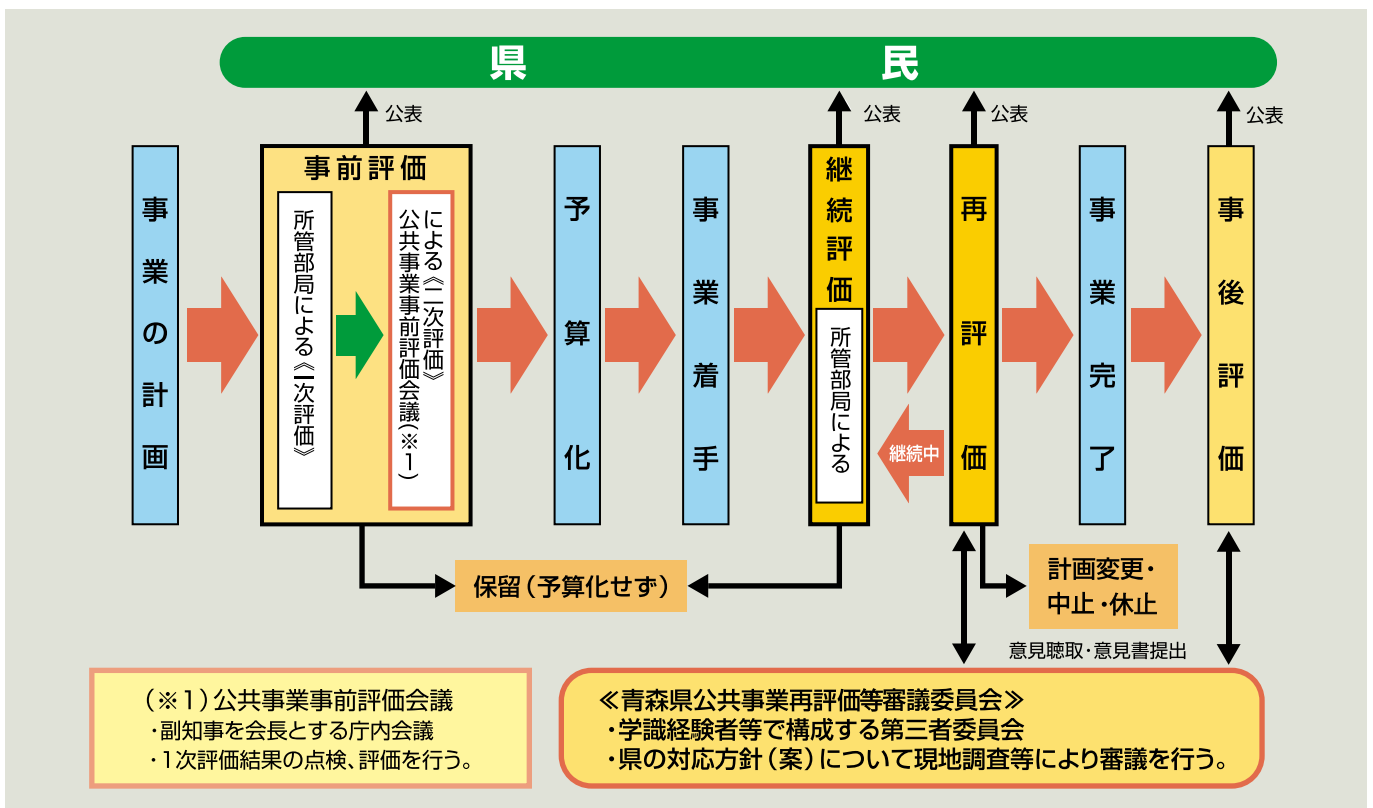 県民
公表
公表
公表
公表
事業の計画
事前評価
所管部局による《一次評価》
公共事業事前評価会議(※1)
による《二次評価》
予算化
事業着手
継続評価
所管部局による
再評価
継続中
事業完了
事後評価
保留(予算化せず)
計画変更・
中止・休止
意見聴取・意見書提出
(※1)公共事業事前評価会議
・副知事を会長とする庁内会議
・1次評価結果の点検、評価を行う。
≪青森県公共事業再評価等審議委員会≫
・学識経験者等で構成する第三者委員会
・県の対応方針(案)について現地調査等により審議を行う。